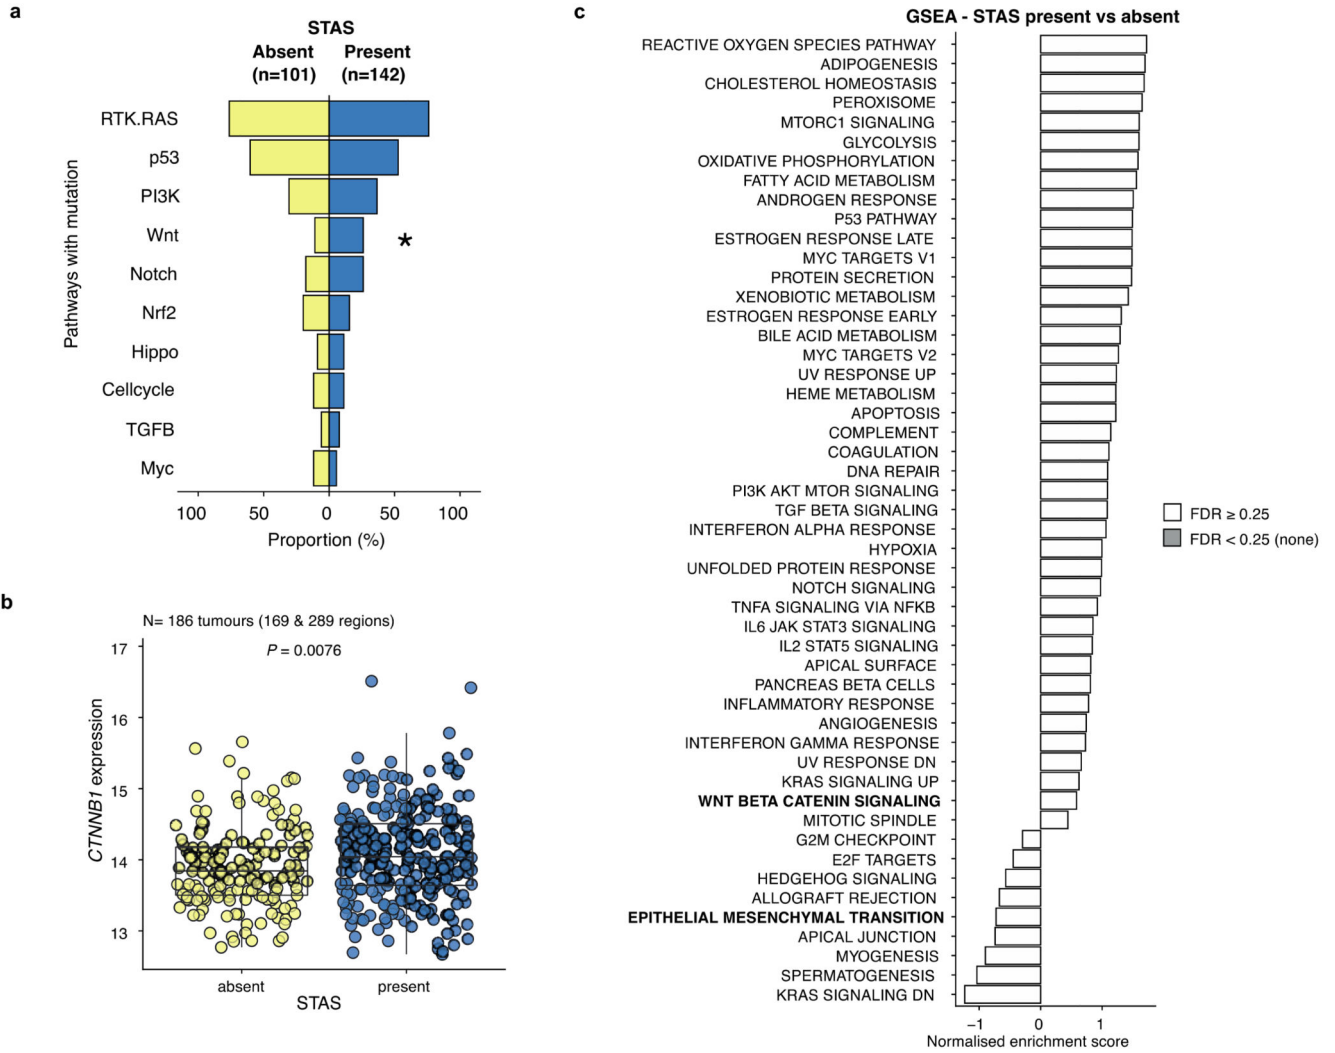 a
STAS
Absent Present
(n=101) (n=142)
Pathways with mutation
RTK.RAS
p53
PI3K
Wnt
*
Notch
Nrf2
Hippo
Cellcycle
TGFB
Myc
100 50 0 50 100
Proportion (%)
b
N= 186 tumours (169 & 289 regions)
P = 0.0076
CTNNB1 expression
17
16
15
14
13
absent present
STAS
c
GSEA - STAS present vs absent
REACTIVE OXYGEN SPECIES PATHWAY
ADIPOGENESIS
CHOLESTEROL HOMEOSTASIS
PEROXISOME
MTORC1 SIGNALING
GLYCOLYSIS
OXIDATIVE PHOSPHORYLATION
FATTY ACID METABOLISM
ANDROGEN RESPONSE
P53 PATHWAY
ESTROGEN RESPONSE LATE
MYC TARGETS V1
PROTEIN SECRETION
XENOBIOTIC METABOLISM
ESTROGEN RESPONSE EARLY
BILE ACID METABOLISM
MYC TARGETS V2
UV RESPONSE UP
HEME METABOLISM
APOPTOSIS
COMPLEMENT
COAGULATION
DNA REPAIR
PI3K AKT MTOR SIGNALING
TGF BETA SIGNALING
INTERFERON ALPHA RESPONSE
HYPOXIA
UNFOLDED PROTEIN RESPONSE
NOTCH SIGNALING
TNFA SIGNALING VIA NFKB
IL6 JAK STAT3 SIGNALING
IL2 STAT5 SIGNALING
APICAL SURFACE
PANCREAS BETA CELLS
INFLAMMATORY RESPONSE
ANGIOGENESIS
INTERFERON GAMMA RESPONSE
UV RESPONSE DN
KRAS SIGNALING UP
WNT BETA CATENIN SIGNALING
MITOTIC SPINDLE
G2M CHECKPOINT
E2F TARGETS
HEDGEHOG SIGNALING
ALLOGRAFT REJECTION
EPITHELIAL MESENCHYMAL TRANSITION
APICAL JUNCTION
MYOGENESIS
SPERMATOGENESIS
KRAS SIGNALING DN
−1 0 1
Normalised enrichment score
FDR ≥ 0.25
FDR < 0.25 (none)